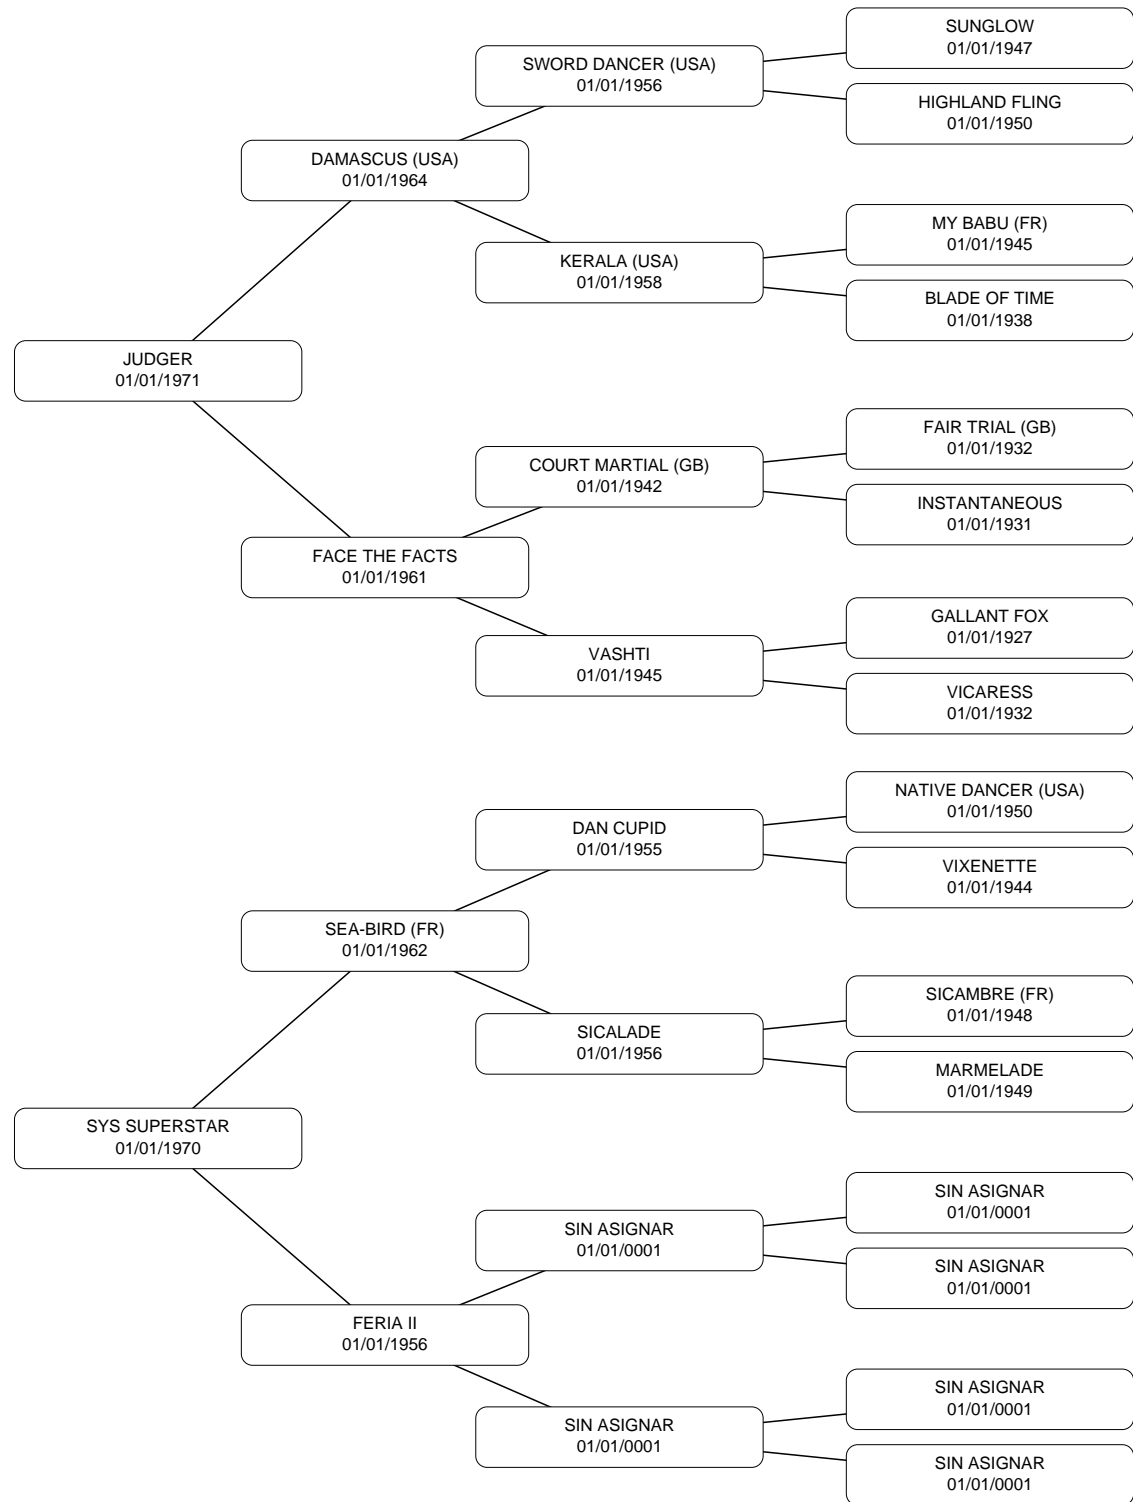 SUNGLOW
01/01/1947
SWORD DANCER (USA)
01/01/1956
HIGHLAND FLING
01/01/1950
DAMASCUS (USA)
01/01/1964
MY BABU (FR)
01/01/1945
KERALA (USA)
01/01/1958
BLADE OF TIME
01/01/1938
JUDGER
01/01/1971
FAIR TRIAL (GB)
01/01/1932
COURT MARTIAL (GB)
01/01/1942
INSTANTANEOUS
01/01/1931
FACE THE FACTS
01/01/1961
GALLANT FOX
01/01/1927
VASHTI
01/01/1945
VICARESS
01/01/1932
NATIVE DANCER (USA)
01/01/1950
DAN CUPID
01/01/1955
VIXENETTE
01/01/1944
SEA-BIRD (FR)
01/01/1962
SICAMBRE (FR)
01/01/1948
SICALADE
01/01/1956
MARMELADE
01/01/1949
SYS SUPERSTAR
01/01/1970
SIN ASIGNAR
01/01/0001
SIN ASIGNAR
01/01/0001
SIN ASIGNAR
01/01/0001
FERIA II
01/01/1956
SIN ASIGNAR
01/01/0001
SIN ASIGNAR
01/01/0001
SIN ASIGNAR
01/01/0001